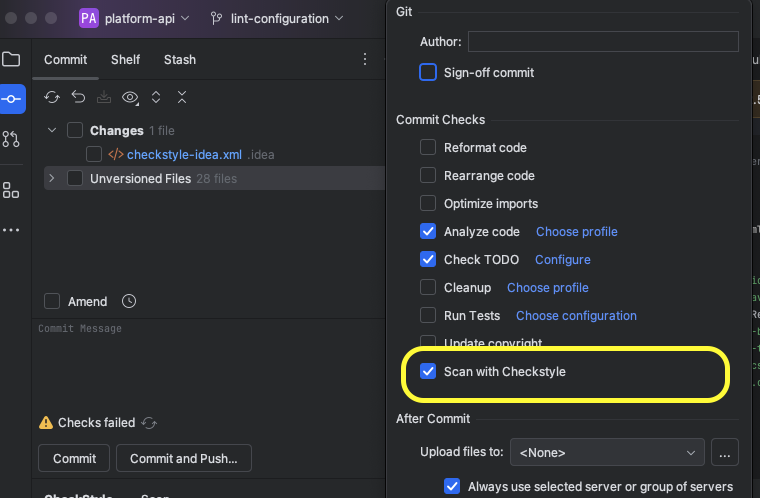 PA platform-api lint-configuration
Commit Shelf Stash
Changes 1 file
</> checkstyle-idea.xml .idea
Unversioned Files 28 files
Amend
Commit Message
Checks failed
Commit Commit and Push...
CheckStyle Scan
Git
Author:
Sign-off commit
Commit Checks
Reformat code
Rearrange code
Optimize imports
Analyze code Choose profile
Check TODO Configure
Cleanup Choose profile
Run Tests Choose configuration
Update copyright
Scan with Checkstyle
After Commit
Upload files to: <None> ...
Always use selected server or group of servers